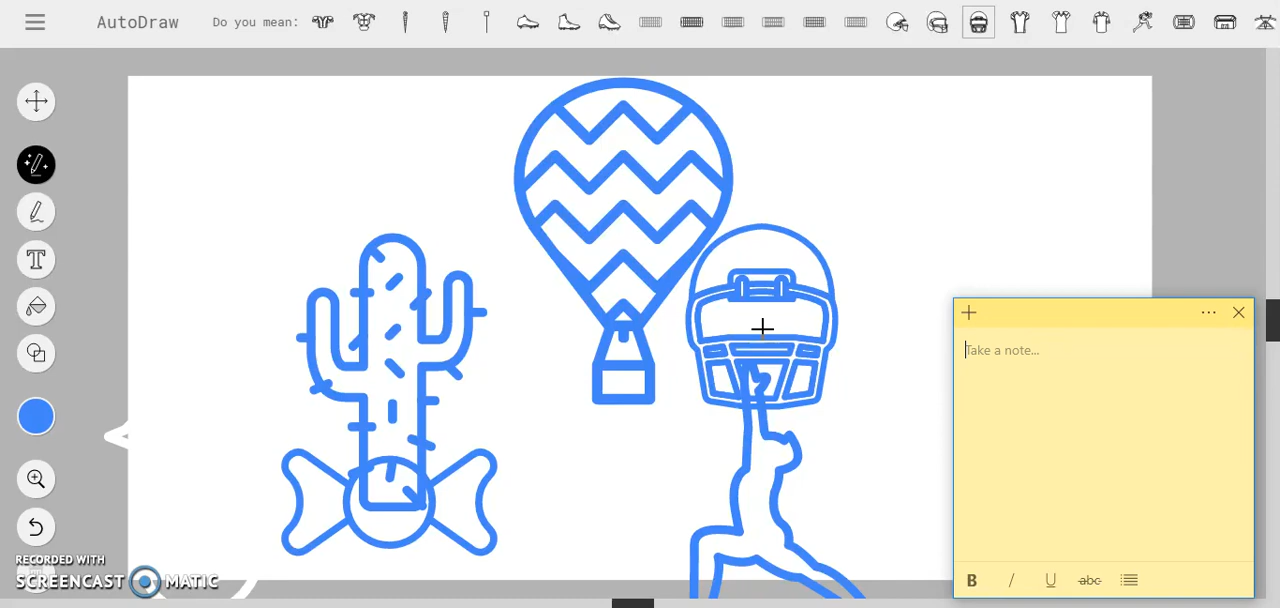 AutoDraw
Do you mean:
T
Take a note...
B / U abc
RECORDED WITH
SCREENCAST MATIC